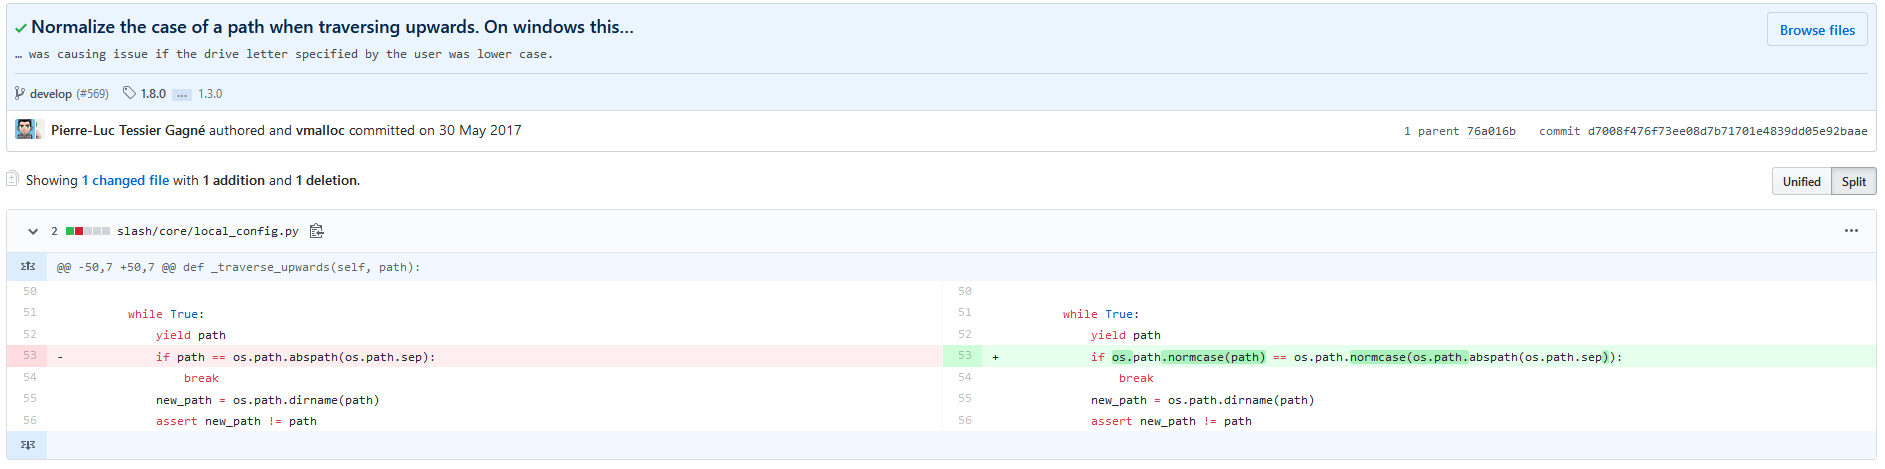 Normalize the case of a path when traversing upwards. On windows this…
Browse files
… was causing issue if the drive letter specified by the user was lower case.
develop (#569) 1.8.0 … 1.3.0
Pierre-Luc Tessier Gagné authored and vmalloc committed on 30 May 2017
1 parent 76a016b commit d7008f476f73ee08d7b71701e4839dd05e92baae
Showing 1 changed file with 1 addition and 1 deletion.
Unified Split
2 slash/core/local_config.py
@@ -50,7 +50,7 @@ def _traverse_upwards(self, path):
50
51 while True:
52 yield path
53 - if path == os.path.abspath(os.path.sep):
54 break
55 new_path = os.path.dirname(path)
56 assert new_path != path
50
51 while True:
52 yield path
53 + if os.path.normcase(path) == os.path.normcase(os.path.abspath(os.path.sep)):
54 break
55 new_path = os.path.dirname(path)
56 assert new_path != path